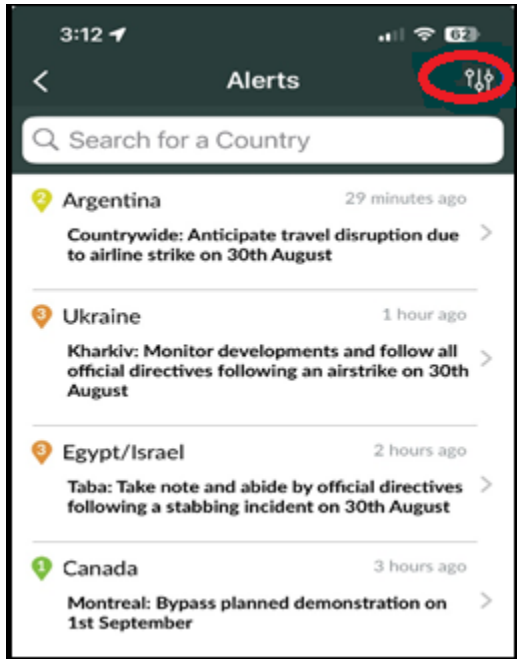 3:12
62
Alerts
Search for a Country
2 Argentina 29 minutes ago
Countrywide: Anticipate travel disruption due
to airline strike on 30th August
3 Ukraine 1 hour ago
Kharkiv: Monitor developments and follow all
official directives following an airstrike on 30th
August
3 Egypt/Israel 2 hours ago
Taba: Take note and abide by official directives
following a stabbing incident on 30th August
1 Canada 3 hours ago
Montreal: Bypass planned demonstration on
1st September